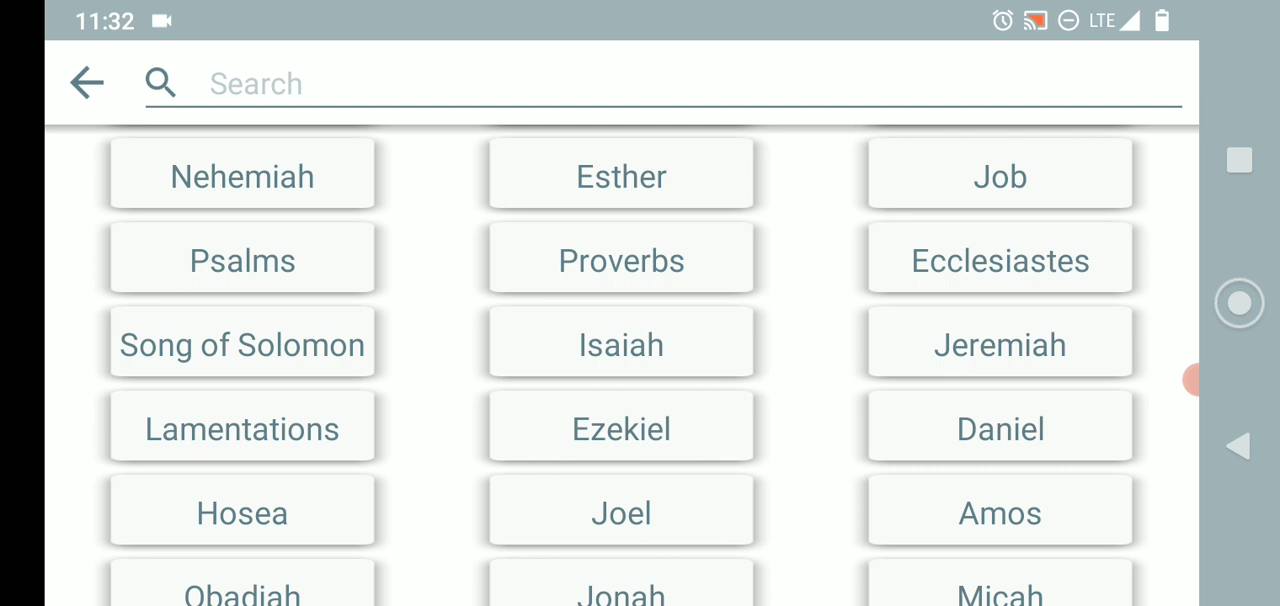 11:32 LTE
Search
Nehemiah Esther Job
Psalms Proverbs Ecclesiastes
Song of Solomon Isaiah Jeremiah
Lamentations Ezekiel Daniel
Hosea Joel Amos
Obadiah Jonah Micah